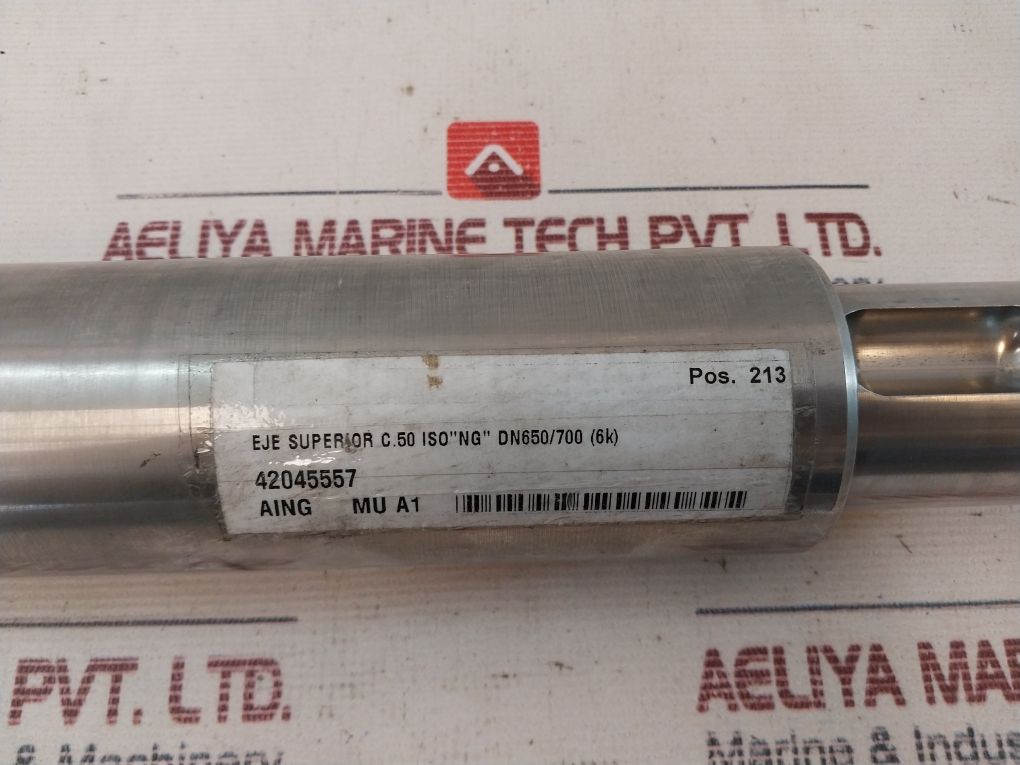 AELIYA MARINE TECH PVT. LTD.
Pos. 213
EJE SUPERIOR C.50 ISO"NG" DN650/700 (6k)
42045557
AING MU A1
PVT. LTD.
& Machinery
AELIYA MAR
Marine & Indus